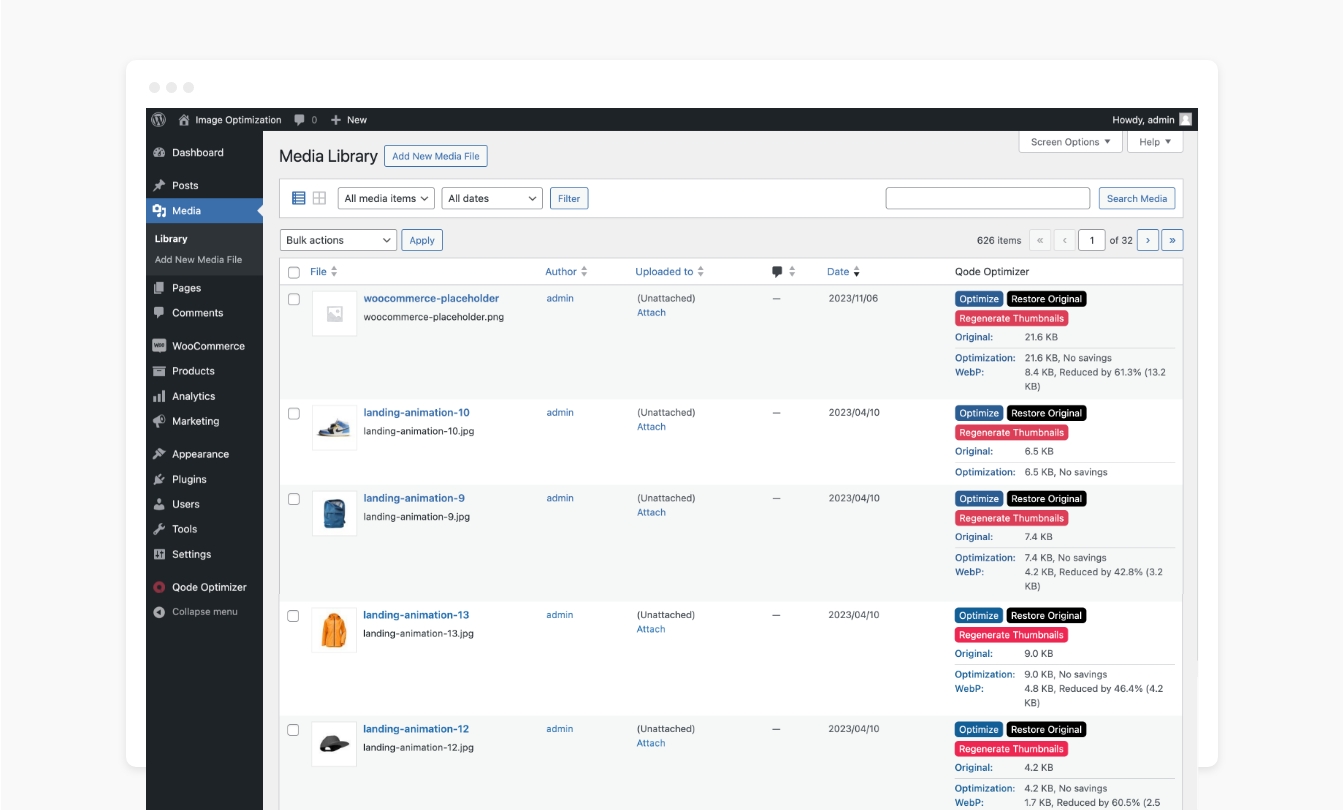 Image Optimization 0 New Howdy, admin
Dashboard
Posts
Media
Library
Add New Media File
Pages
Comments
WooCommerce
Products
Analytics
Marketing
Appearance
Plugins
Users
Tools
Settings
Qode Optimizer
Collapse menu
Screen Options Help
Media Library Add New Media File
All media items All dates Filter Search Media
Bulk actions Apply 626 items « ‹ 1 of 32 › »
File Author Uploaded to Date Qode Optimizer
woocommerce-placeholder admin (Unattached) — 2023/11/06 Optimize Restore Original
woocommerce-placeholder.png Attach Regenerate Thumbnails
Original: 21.6 KB
Optimization: 21.6 KB, No savings
WebP: 8.4 KB, Reduced by 61.3% (13.2
KB)
landing-animation-10 admin (Unattached) — 2023/04/10 Optimize Restore Original
landing-animation-10.jpg Attach Regenerate Thumbnails
Original: 6.5 KB
Optimization: 6.5 KB, No savings
landing-animation-9 admin (Unattached) — 2023/04/10 Optimize Restore Original
landing-animation-9.jpg Attach Regenerate Thumbnails
Original: 7.4 KB
Optimization: 7.4 KB, No savings
WebP: 4.2 KB, Reduced by 42.8% (3.2
KB)
landing-animation-13 admin (Unattached) — 2023/04/10 Optimize Restore Original
landing-animation-13.jpg Attach Regenerate Thumbnails
Original: 9.0 KB
Optimization: 9.0 KB, No savings
WebP: 4.8 KB, Reduced by 46.4% (4.2
KB)
landing-animation-12 admin (Unattached) — 2023/04/10 Optimize Restore Original
landing-animation-12.jpg Attach Regenerate Thumbnails
Original: 4.2 KB
Optimization: 4.2 KB, No savings
WebP: 1.7 KB, Reduced by 60.5% (2.5